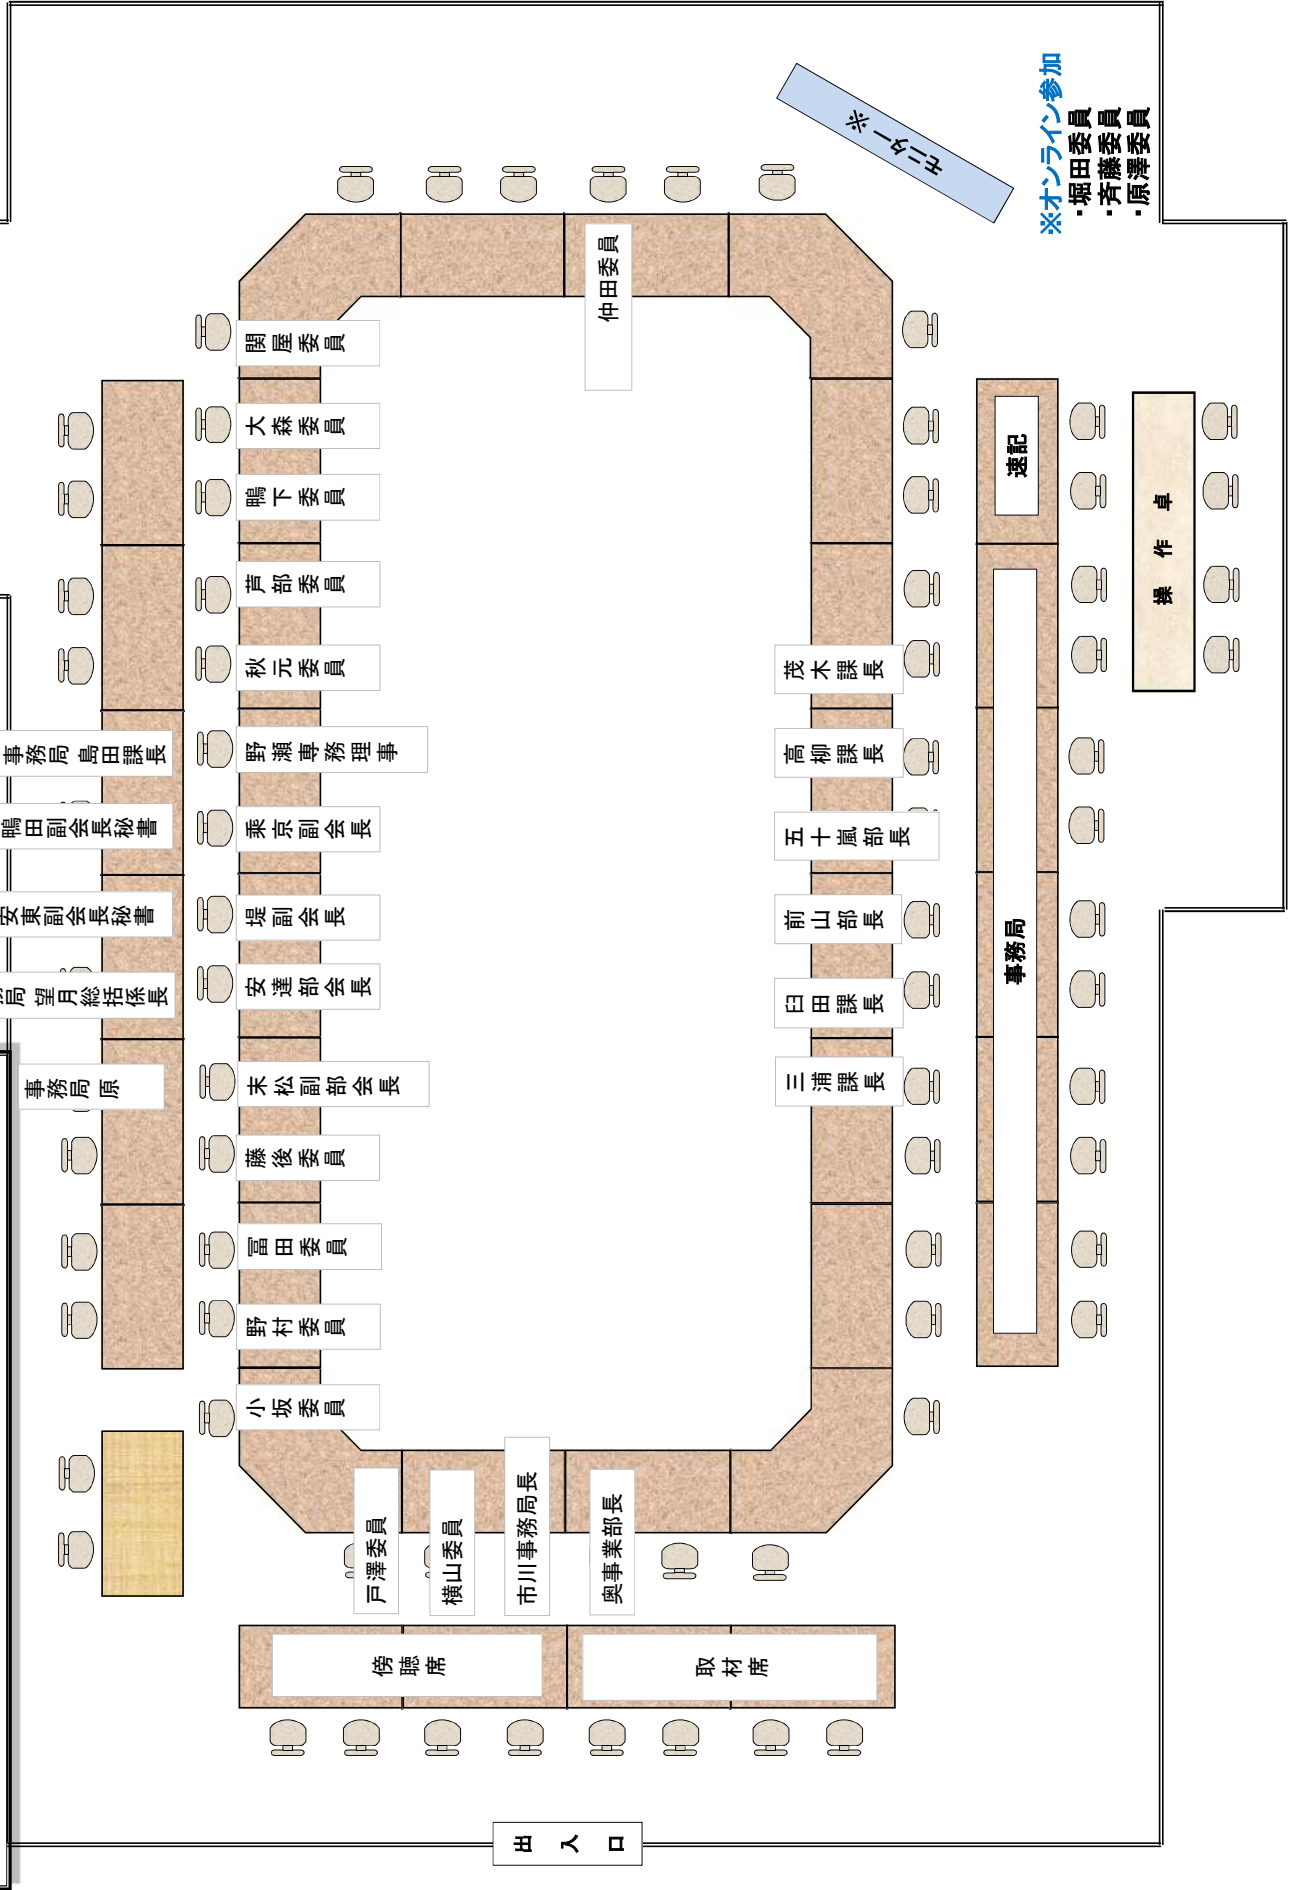 ※オンライン参加
・堀田委員
・斉藤委員
・原澤委員
モニター※
仲田委員
関屋委員
大森委員
鴨下委員
芦部委員
秋元委員
野瀬専務理事
乗京副会長
堤副会長
安達部会長
末松副部会長
藤後委員
冨田委員
野村委員
小坂委員
事務局 島田課長
鴨田副会長秘書
安東副会長秘書
局 望月総括係長
事務局原
戸澤委員
横山委員
市川事務局長
奥事業部長
茂木課長
高柳課長
五十嵐部長
前山部長
臼田課長
三浦課長
速記
事務局
操作卓
傍聴席
取材席
出入口